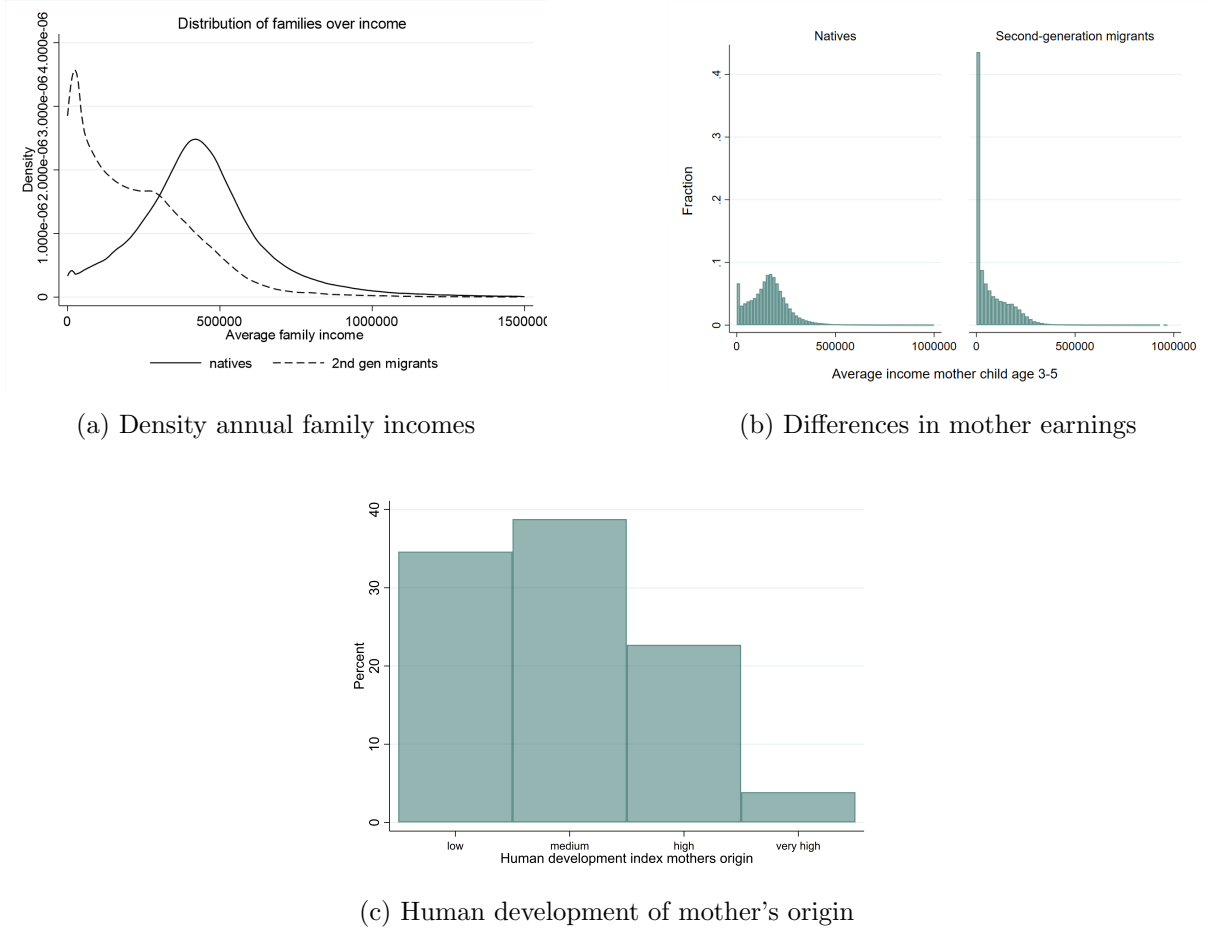 Distribution of families over income
Density
0 1.000e-06 2.000e-06 3.000e-06 4.000e-06
0 500000 1000000 1500000
Average family income
natives 2nd gen migrants
(a) Density annual family incomes
Natives Second-generation migrants
Fraction
0 .1 .2 .3 .4
0 500000 1000000 0 500000 1000000
Average income mother child age 3-5
(b) Differences in mother earnings
Percent
0 10 20 30 40
low medium high very high
Human development index mothers origin
(c) Human development of mother's origin